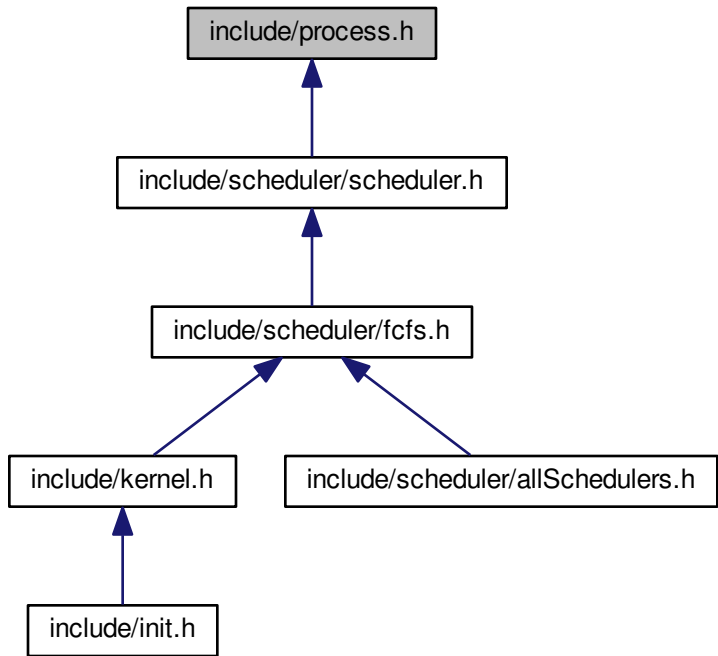 include/process.h
include/scheduler/scheduler.h
include/scheduler/fcfs.h
include/kernel.h
include/scheduler/allSchedulers.h
include/init.h